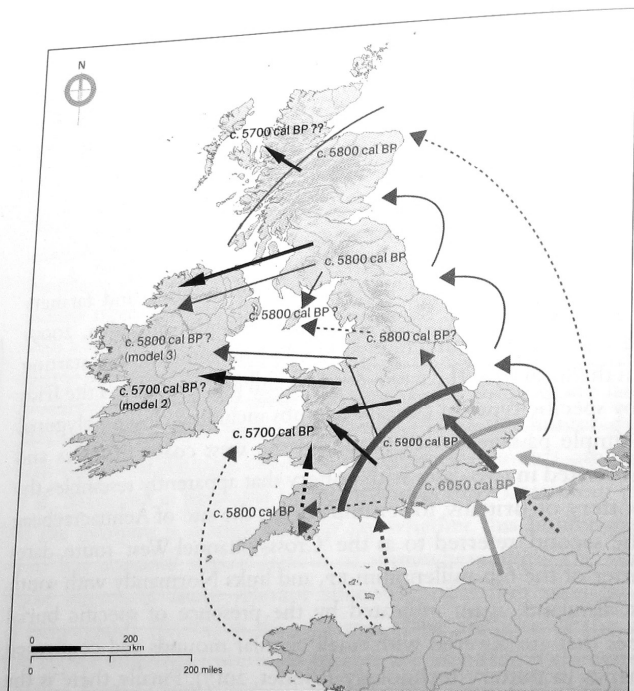 N
c. 5700 cal BP ??
c. 5800 cal BP
c. 5800 cal BP
c. 5800 cal BP ?
c. 5800 cal BP?
c. 5800 cal BP ?
(model 3)
c. 5700 cal BP ?
(model 2)
c. 5700 cal BP
c. 5900 cal BP
c. 6050 cal BP
c. 5800 cal BP
0 200
km
0 200 miles